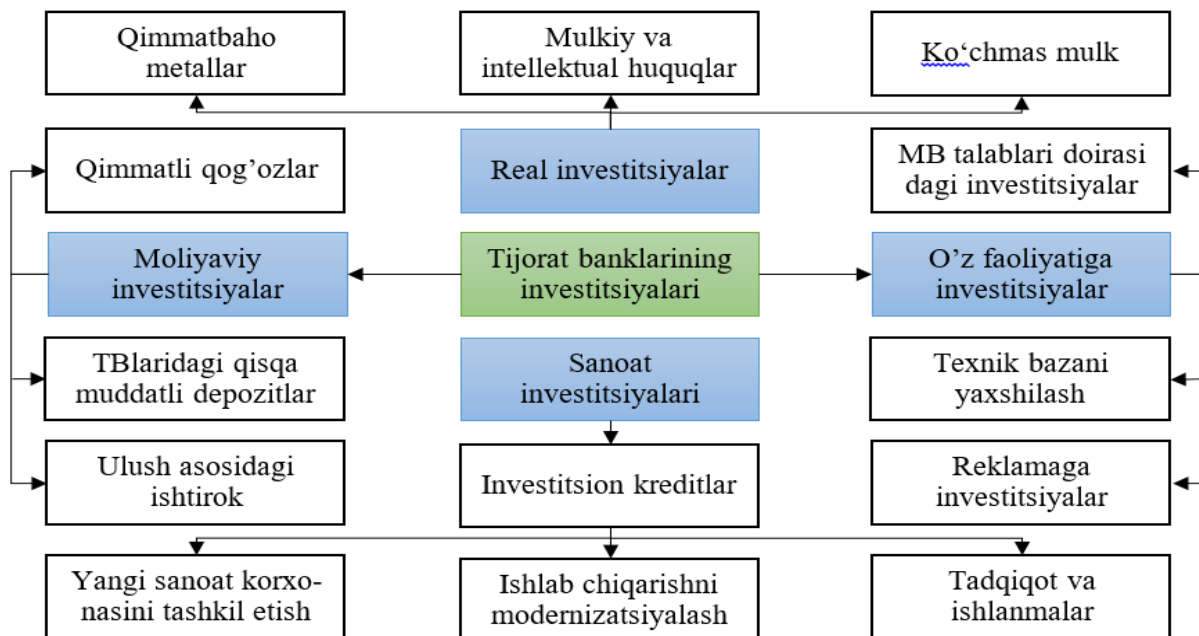 Qimmatbaho
metallar
Mulkiy va
intellektual huquqlar
Ko‘chmas mulk
Qimmatli qog’ozlar
Real investitsiyalar
MB talablari doirasi
dagi investitsiyalar
Moliyaviy
investitsiyalar
Tijorat banklarining
investitsiyalari
O’z faoliyatiga
investitsiyalar
TBlaridagi qisqa
muddatli depozitlar
Sanoat
investitsiyalari
Texnik bazani
yaxshilash
Ulush asosidagi
ishtirok
Investitsion kreditlar
Reklamaga
investitsiyalar
Yangi sanoat korxo-
nasini tashkil etish
Ishlab chiqarishni
modernizatsiyalash
Tadqiqot va
ishlanmalar